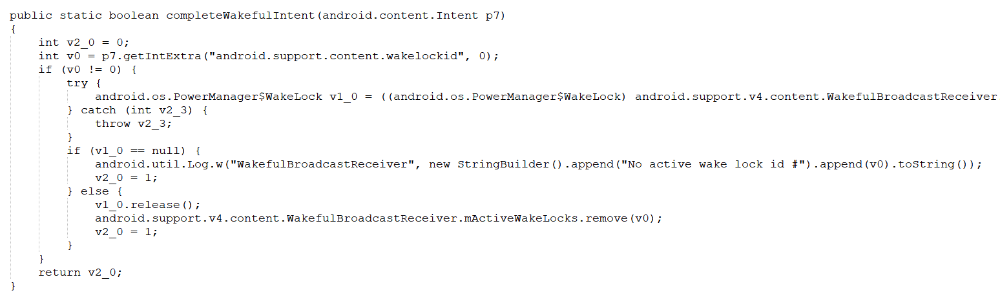 public static boolean completeWakefulIntent(android.content.Intent p7)
{
    int v2_0 = 0;
    int v0 = p7.getIntExtra("android.support.content.wakelockid", 0);
    if (v0 != 0) {
        try {
            android.os.PowerManager$WakeLock v1_0 = ((android.os.PowerManager$WakeLock) android.support.v4.content.WakefulBroadcastReceiver
        } catch (int v2_3) {
            throw v2_3;
        }
        if (v1_0 == null) {
            android.util.Log.w("WakefulBroadcastReceiver", new StringBuilder().append("No active wake lock id #").append(v0).toString());
            v2_0 = 1;
        } else {
            v1_0.release();
            android.support.v4.content.WakefulBroadcastReceiver.mActiveWakeLocks.remove(v0);
            v2_0 = 1;
        }
    }
    return v2_0;
}